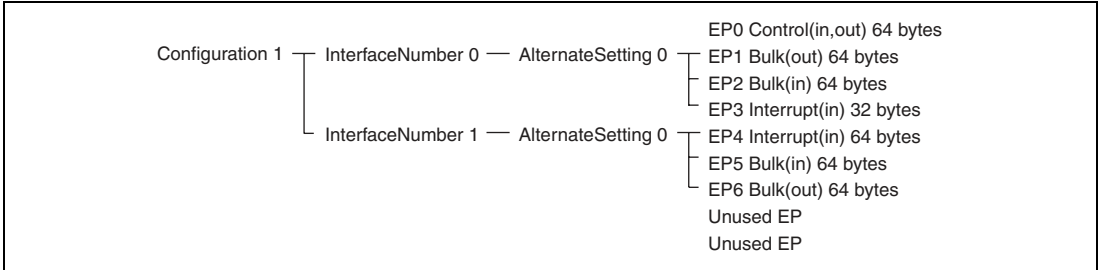 EP0 Control(in,out) 64 bytes
Configuration 1 InterfaceNumber 0 AlternateSetting 0 EP1 Bulk(out) 64 bytes
EP2 Bulk(in) 64 bytes
EP3 Interrupt(in) 32 bytes
InterfaceNumber 1 AlternateSetting 0 EP4 Interrupt(in) 64 bytes
EP5 Bulk(in) 64 bytes
EP6 Bulk(out) 64 bytes
Unused EP
Unused EP